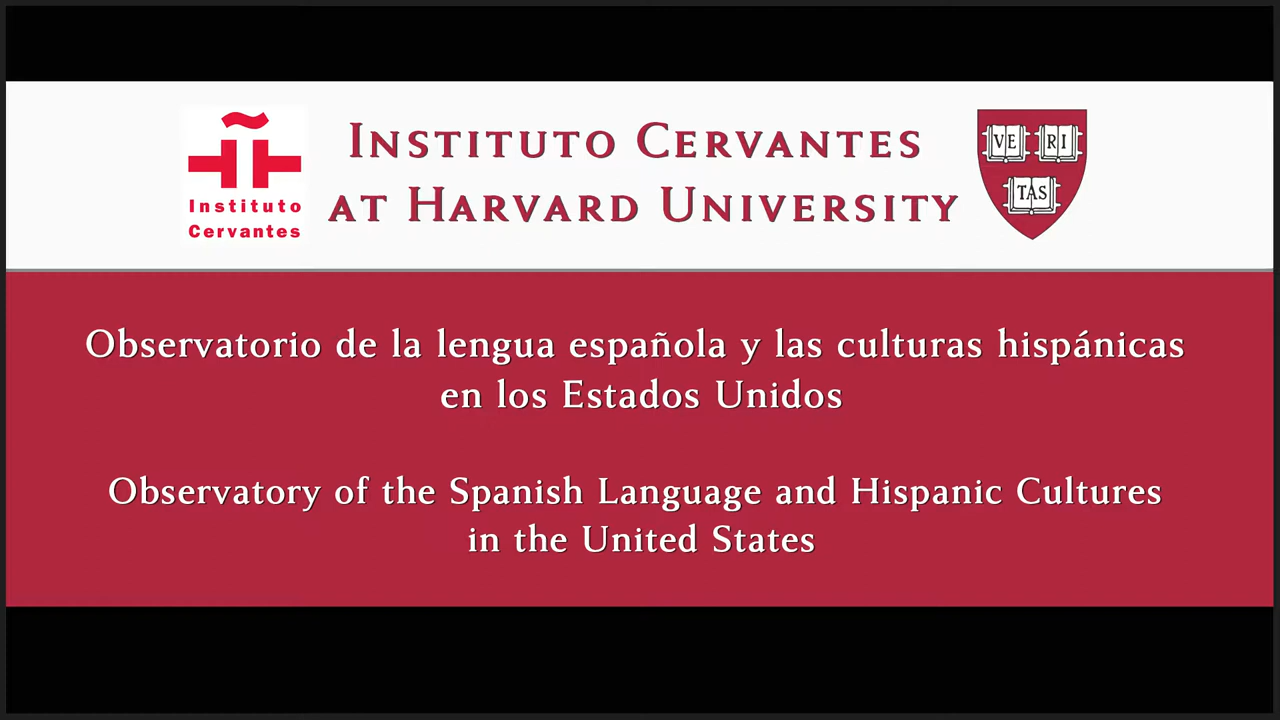 Instituto
Cervantes
INSTITUTO CERVANTES
AT HARVARD UNIVERSITY
VE RI
TAS
Observatorio de la lengua española y las culturas hispánicas
en los Estados Unidos
Observatory of the Spanish Language and Hispanic Cultures
in the United States